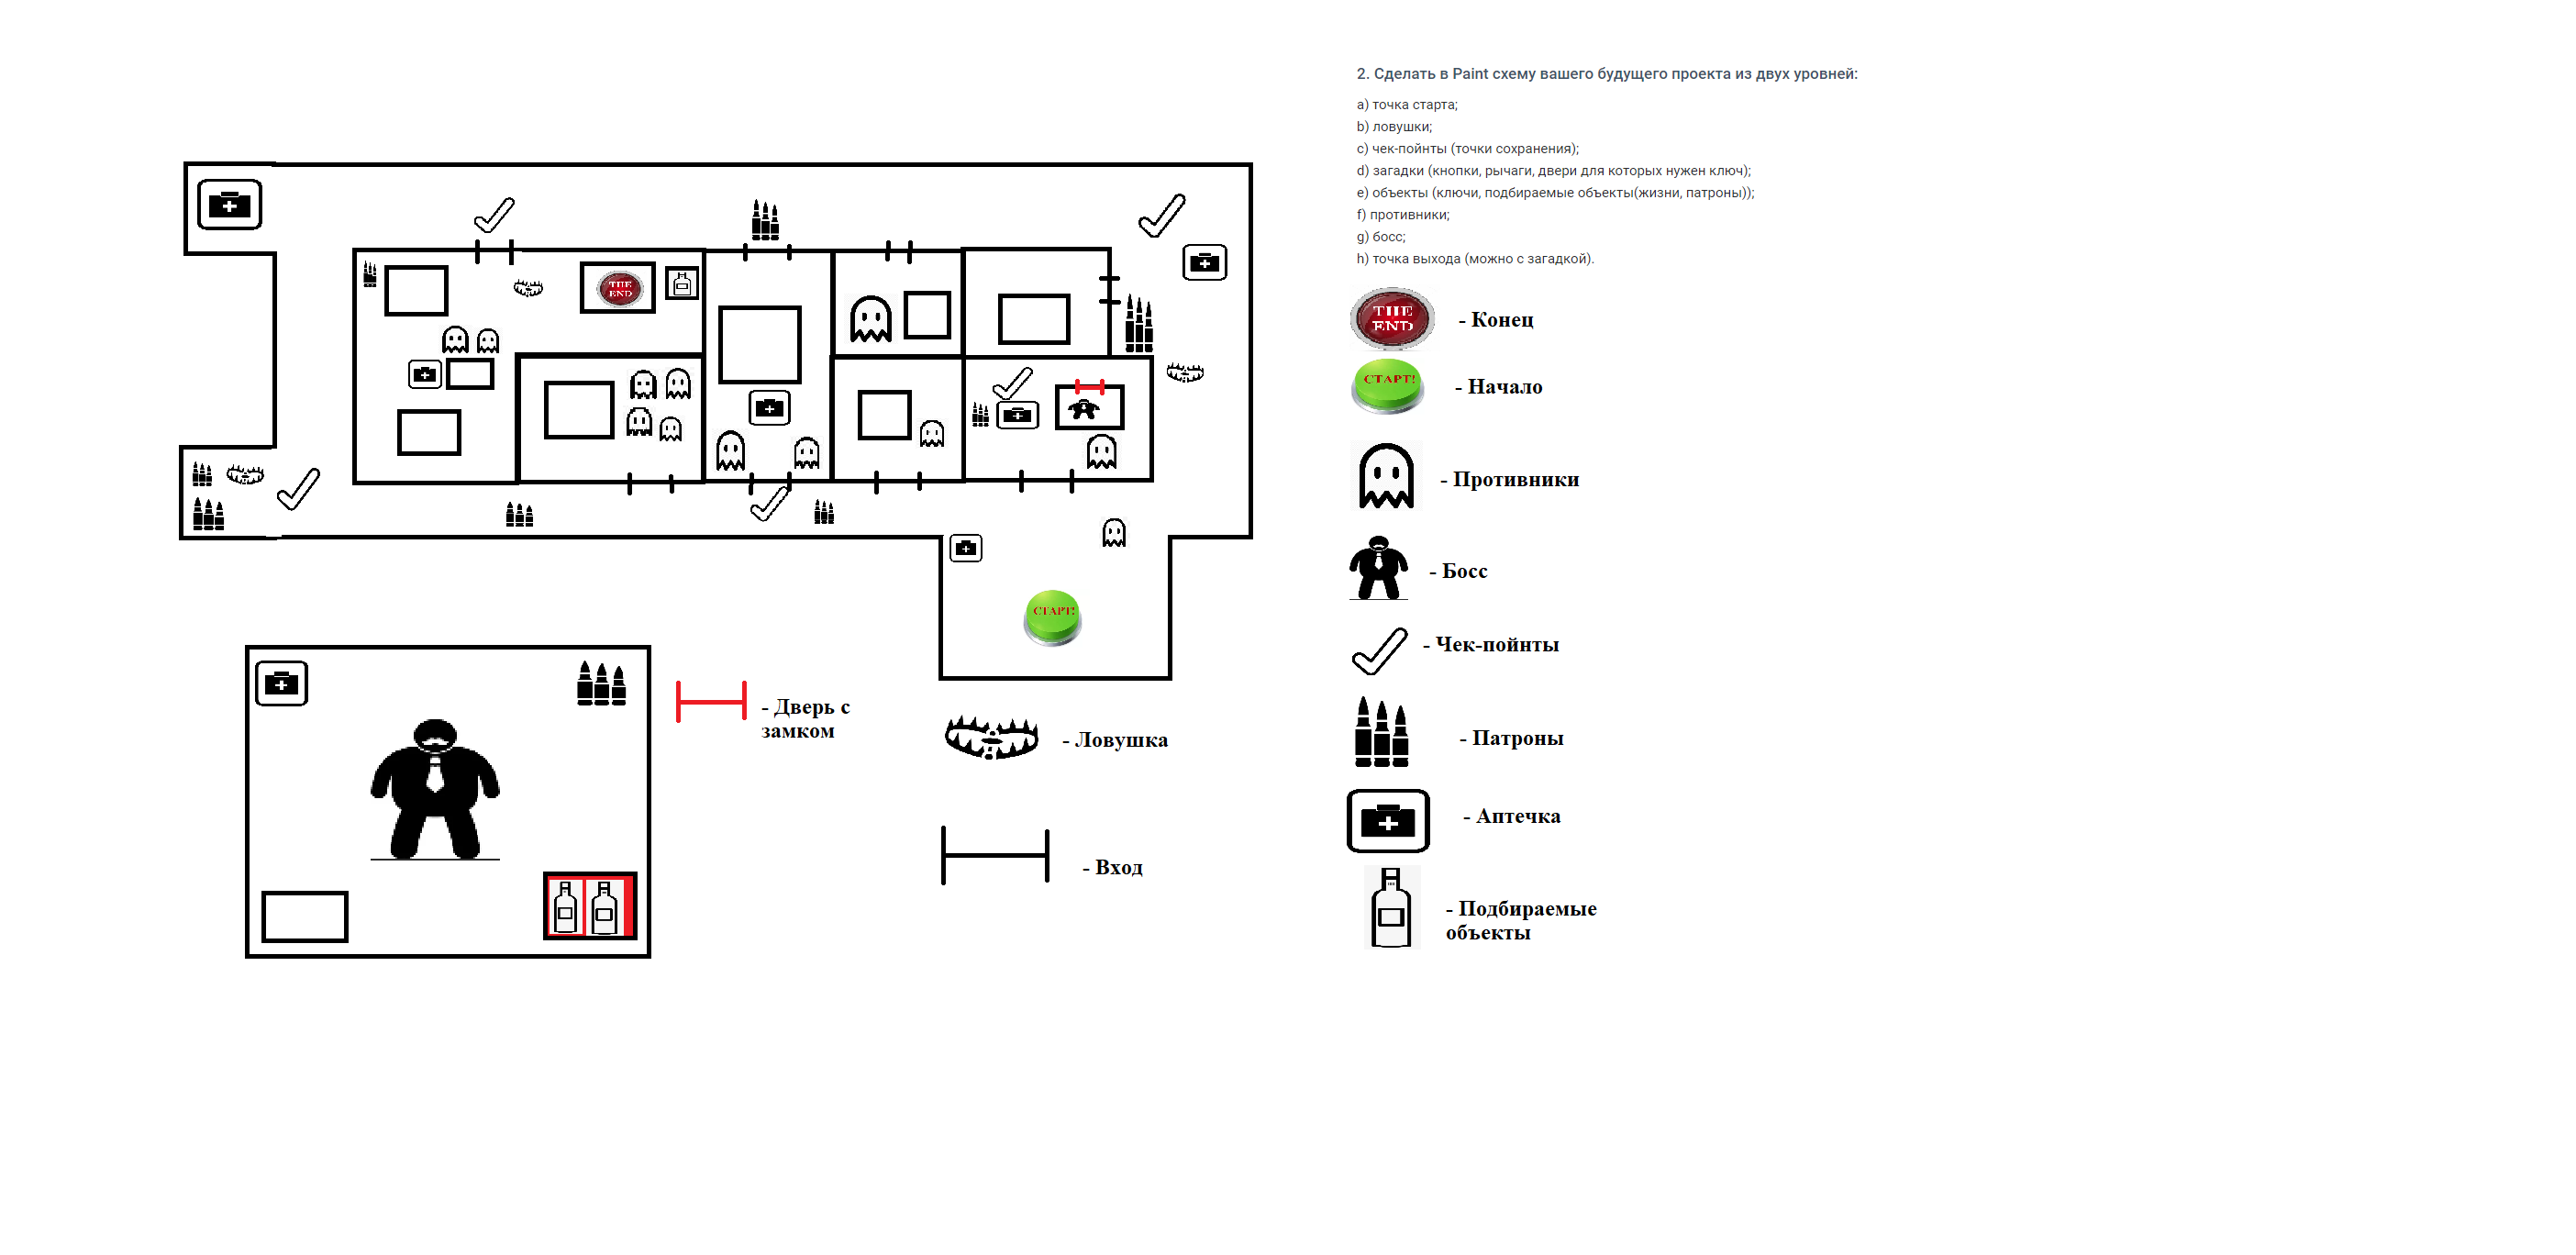 2. Сделать в Paint схему вашего будущего проекта из двух уровней:
a) точка старта;
b) ловушки;
c) чек-пойнты (точки сохранения);
d) загадки (кнопки, рычаги, двери для которых нужен ключ);
e) объекты (ключи, подбираемые объекты(жизни, патроны));
f) противники;
g) босс;
h) точка выхода (можно с загадкой).
THE
END
- Конец
СТАРТ!
- Начало
- Противники
- Босс
- Чек-пойнты
- Патроны
- Аптечка
- Подбираемые
объекты
THE
END
СТАРТ!
- Дверь с
замком
- Ловушка
- Вход